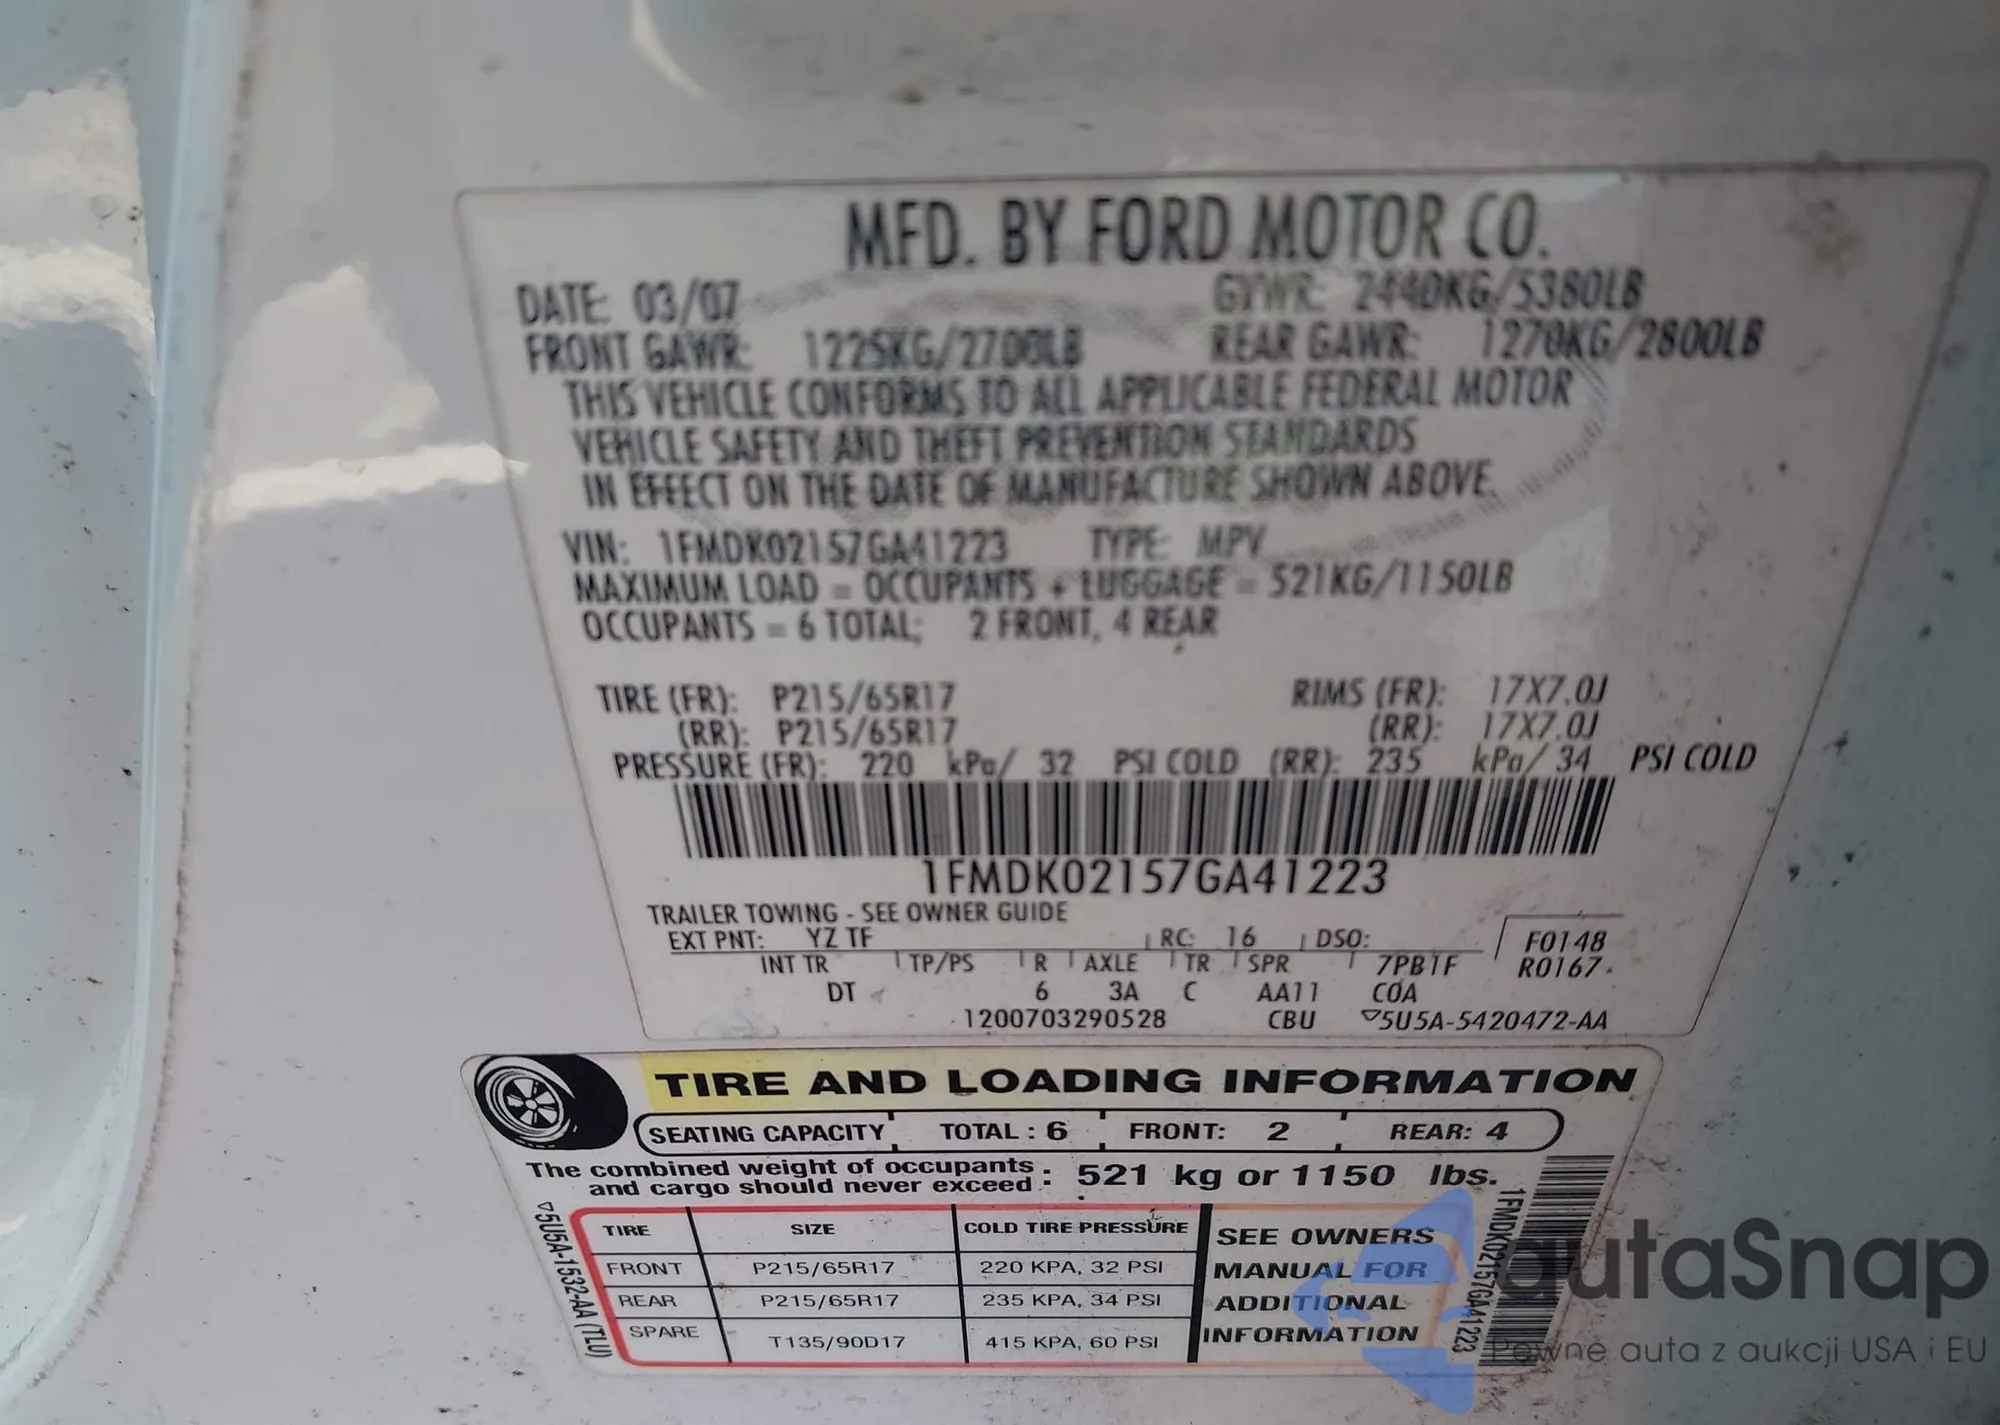 MFD. BY FORD MOTOR CO.
DATE: 03/07 GVWR: 2440KG/5380LB
FRONT GAWR: 1225KG/2700LB REAR GAWR: 1270KG/2800LB
THIS VEHICLE CONFORMS TO ALL APPLICABLE FEDERAL MOTOR
VEHICLE SAFETY AND THEFT PREVENTION STANDARDS
IN EFFECT ON THE DATE OF MANUFACTURE SHOWN ABOVE.
VIN: 1FMDK02157GA41223 TYPE: MPV
MAXIMUM LOAD = OCCUPANTS + LUGGAGE = 521KG/1150LB
OCCUPANTS = 6 TOTAL; 2 FRONT, 4 REAR
TIRE (FR): P215/65R17 RIMS (FR): 17X7.0J
(RR): P215/65R17 (RR): 17X7.0J
PRESSURE (FR): 220 kPa/ 32 PSI COLD (RR): 235 kPa/ 34 PSI COLD
1FMDK02157GA41223
TRAILER TOWING - SEE OWNER GUIDE
EXT PNT: YZ TF RC: 16 DSO: F0148
INT TR TP/PS R AXLE TR SPR 7PB1F R0167
DT 6 3A C AA11 COA
1200703290528 CBU ▽5U5A-5420472-AA
TIRE AND LOADING INFORMATION
SEATING CAPACITY TOTAL : 6 FRONT: 2 REAR: 4
The combined weight of occupants
and cargo should never exceed : 521 kg or 1150 lbs.
TIRE SIZE COLD TIRE PRESSURE
FRONT P215/65R17 220 KPA, 32 PSI
REAR P215/65R17 235 KPA, 34 PSI
SPARE T135/90D17 415 KPA, 60 PSI
SEE OWNERS
MANUAL FOR
ADDITIONAL
INFORMATION
▽5U5A-1532-AA (TLU)
1FMDK02157GA41223
autaSnap
Pewne auta z aukcji USA i EU